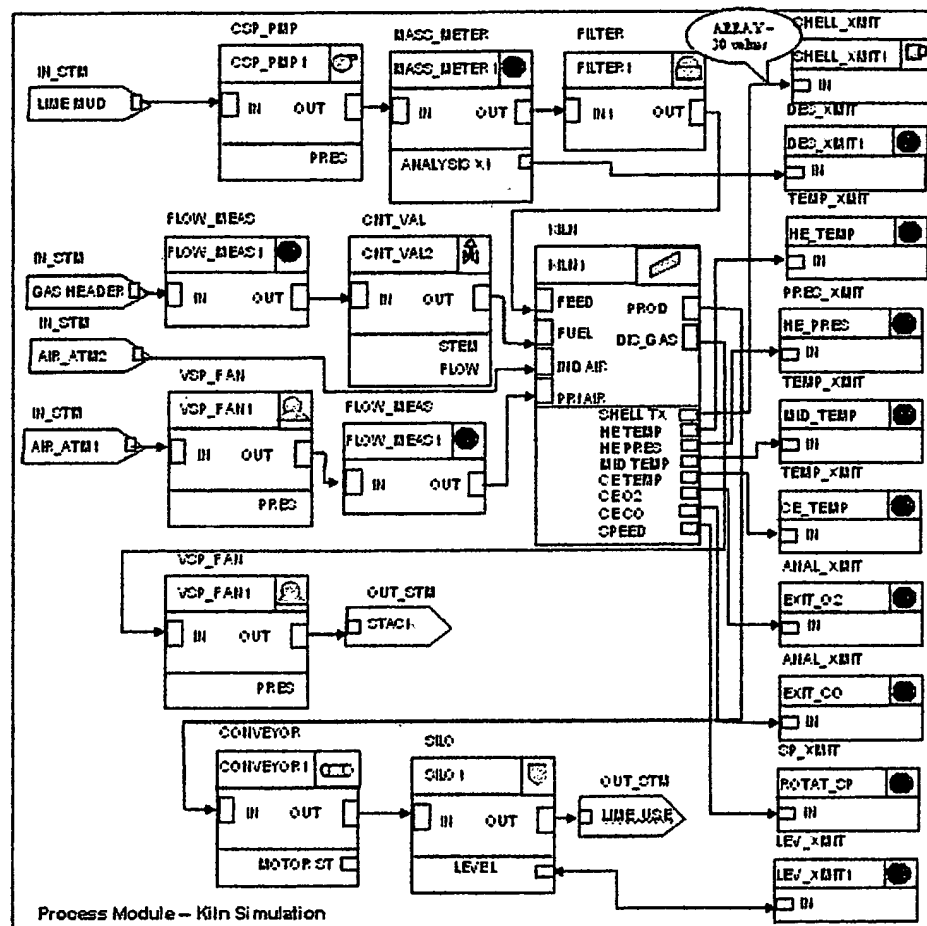 CSP_PMP
CSP_PMP1
IN
OUT
PRES
MASS_METER
MASS_METER1
IN
OUT
ANALYSIS X1
FILTER
FILTER1
IN1
OUT
ARRAY -
30 values
SHELL_XMIT
SHELL_XMIT1
IN
IN_STM
LIME MUD
DES_XMIT
DES_XMIT1
IN
FLOW_MEAS
FLOW_MEAS1
IN
OUT
CNT_VAL
CNT_VAL2
IN
OUT
STEM
FLOW
KILN
KILN1
FEED
FUEL
IND AIR
PRI AIR
PROD
DIS_GAS
SHELL TX
HE TEMP
HE PRES
MID TEMP
CE TEMP
CE O2
CE CO
SPEED
TEMP_XMIT
HE_TEMP
IN
IN_STM
GAS HEADER
IN_STM
AIR_ATM2
PRES_XMIT
HE_PRES
IN
VSP_FAN
VSP_FAN1
IN
OUT
PRES
FLOW_MEAS
FLOW_MEAS1
IN
OUT
IN_STM
AIR_ATM1
TEMP_XMIT
MID_TEMP
IN
TEMP_XMIT
CE_TEMP
IN
VSP_FAN
VSP_FAN1
IN
OUT
PRES
OUT_STM
STACK
ANAL_XMIT
EXIT_O2
IN
ANAL_XMIT
EXIT_CO
IN
CONVEYOR
CONVEYOR1
IN
OUT
MOTOR ST
SILO
SILO1
IN
OUT
LEVEL
OUT_STM
LIME_USE
SP_XMIT
ROTAT_SP
IN
LEV_XMIT
LEV_XMIT1
IN
Process Module – Kiln Simulation